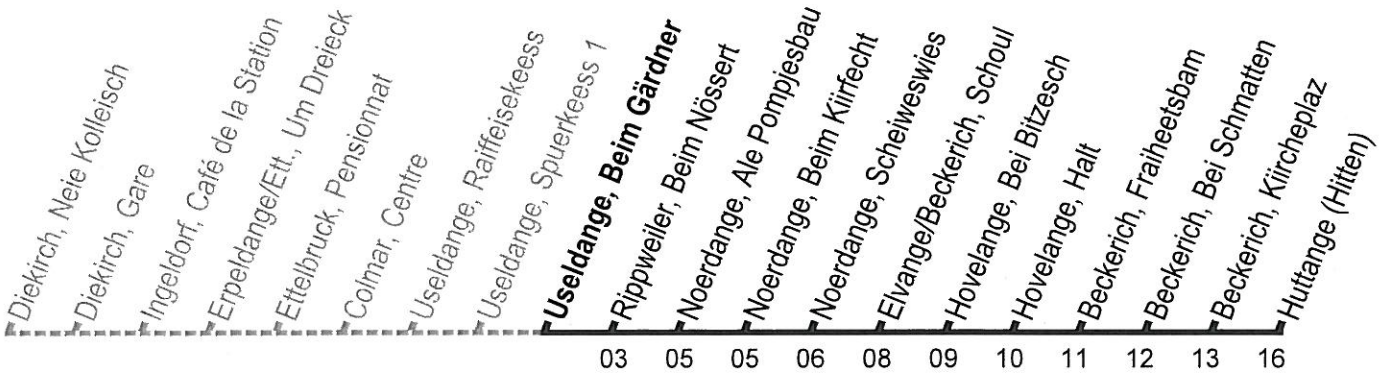 Diekirch, Neie Kolleisch
Diekirch, Gare
Ingeldorf, Café de la Station
Erpeldange/Ett., Um Dreieck
Ettelbruck, Pensionnat
Colmar, Centre
Useldange, Raiffeisekeess
Useldange, Spuerkeess 1
Useldange, Beim Gärdner
Rippweiler, Beim Nössert
Noerdange, Ale Pompjesbau
Noerdange, Beim Kiirfecht
Noerdange, Scheiweswies
Elvange/Beckerich, Schoul
Hovelange, Bei Bitzesch
Hovelange, Halt
Beckerich, Fraiheetsbam
Beckerich, Bei Schmatten
Beckerich, Kiircheplaz
Huttange (Hitten)
03 05 05 06 08 09 10 11 12 13 16